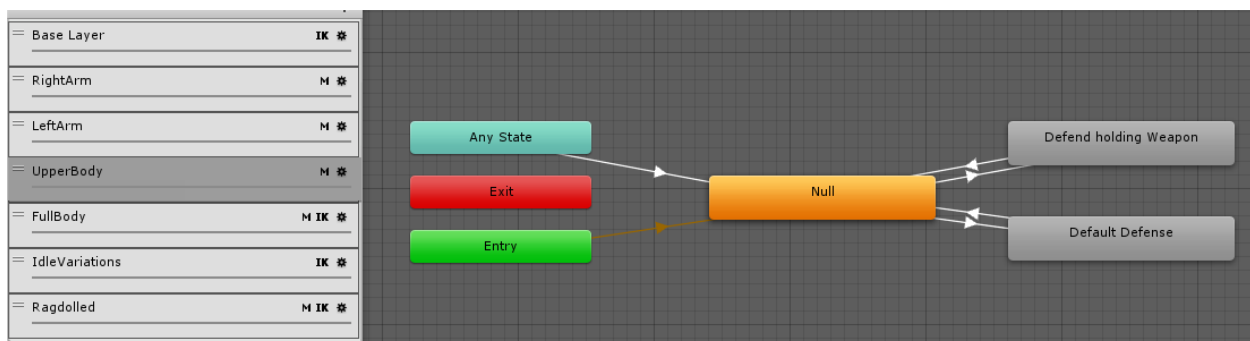 Base Layer IK
RightArm M
LeftArm M
UpperBody M
FullBody M IK
IdleVariations IK
Ragdolled M IK
Any State
Exit
Entry
Null
Defend holding Weapon
Default Defense